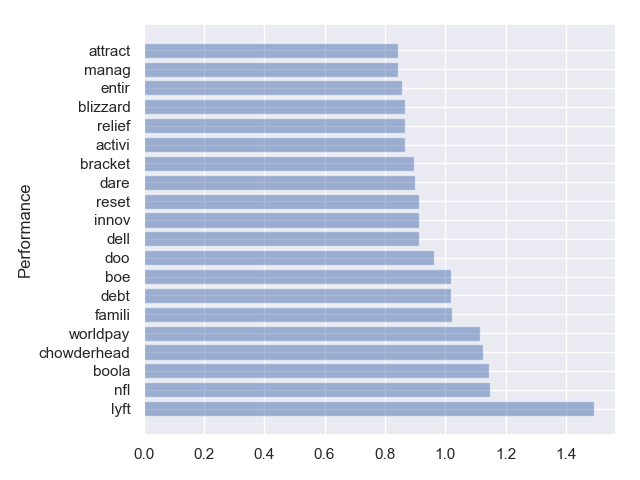 attract
manag
entir
blizzard
relief
activi
bracket
dare
reset
innov
dell
doo
boe
debt
famili
worldpay
chowderhead
boola
nfl
lyft
Performance
0.0 0.2 0.4 0.6 0.8 1.0 1.2 1.4